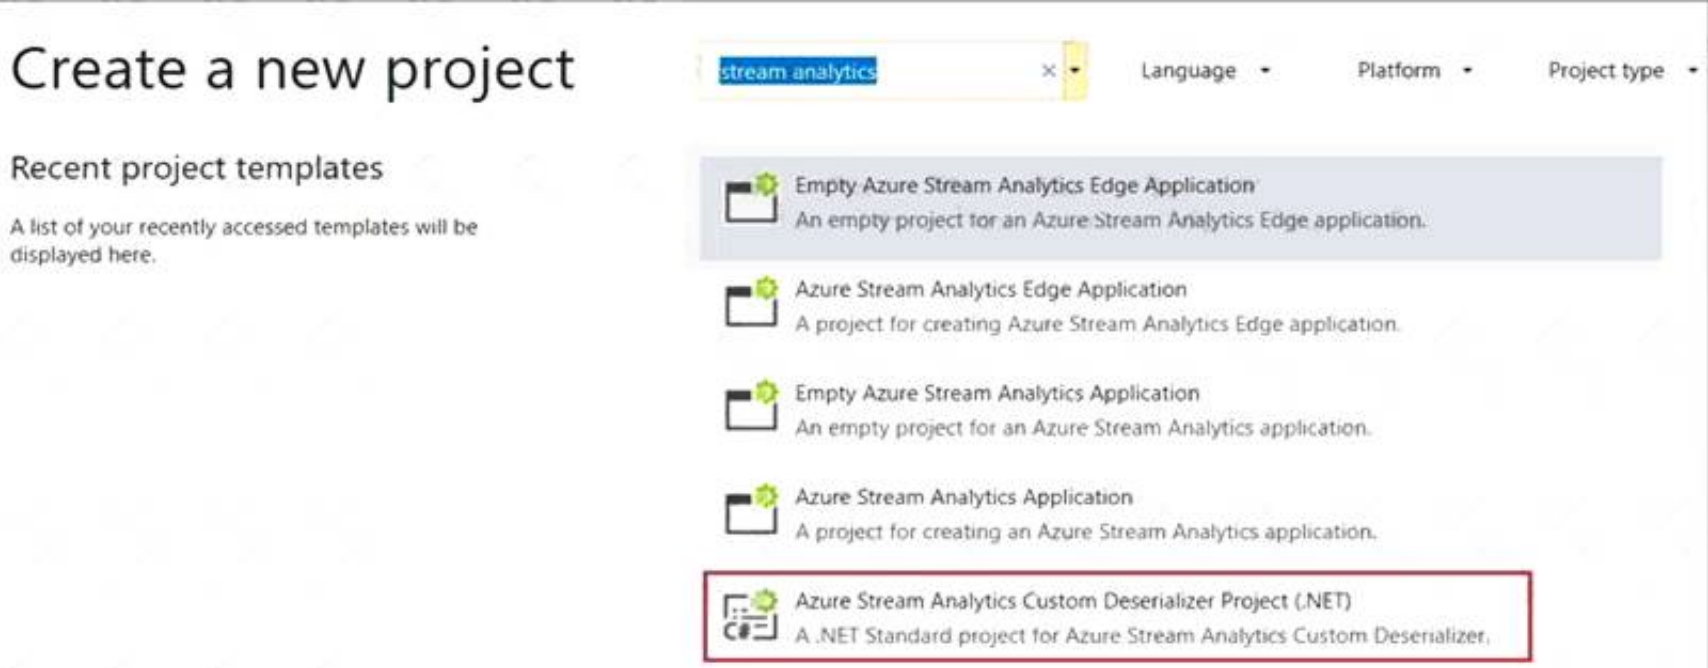 Create a new project
stream analytics
Language
Platform
Project type
Recent project templates
A list of your recently accessed templates will be
displayed here.
Empty Azure Stream Analytics Edge Application
An empty project for an Azure Stream Analytics Edge application.
Azure Stream Analytics Edge Application
A project for creating Azure Stream Analytics Edge application.
Empty Azure Stream Analytics Application
An empty project for an Azure Stream Analytics application.
Azure Stream Analytics Application
A project for creating an Azure Stream Analytics application.
C#
Azure Stream Analytics Custom Deserializer Project (.NET)
A .NET Standard project for Azure Stream Analytics Custom Deserializer.